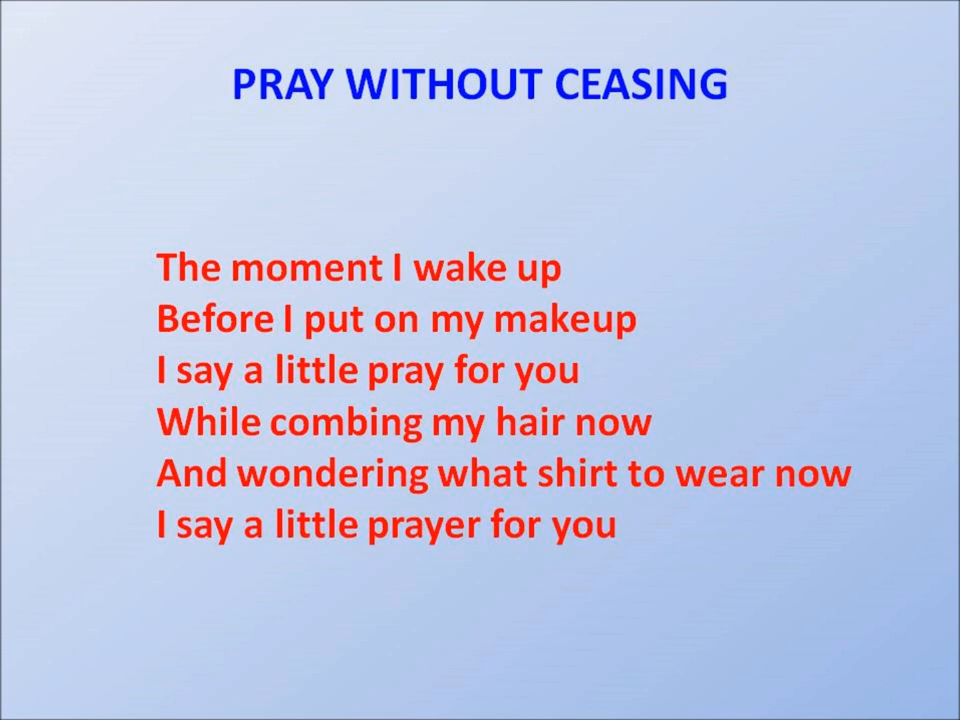 PRAY WITHOUT CEASING
The moment I wake up
Before I put on my makeup
I say a little pray for you
While combing my hair now
And wondering what shirt to wear now
I say a little prayer for you